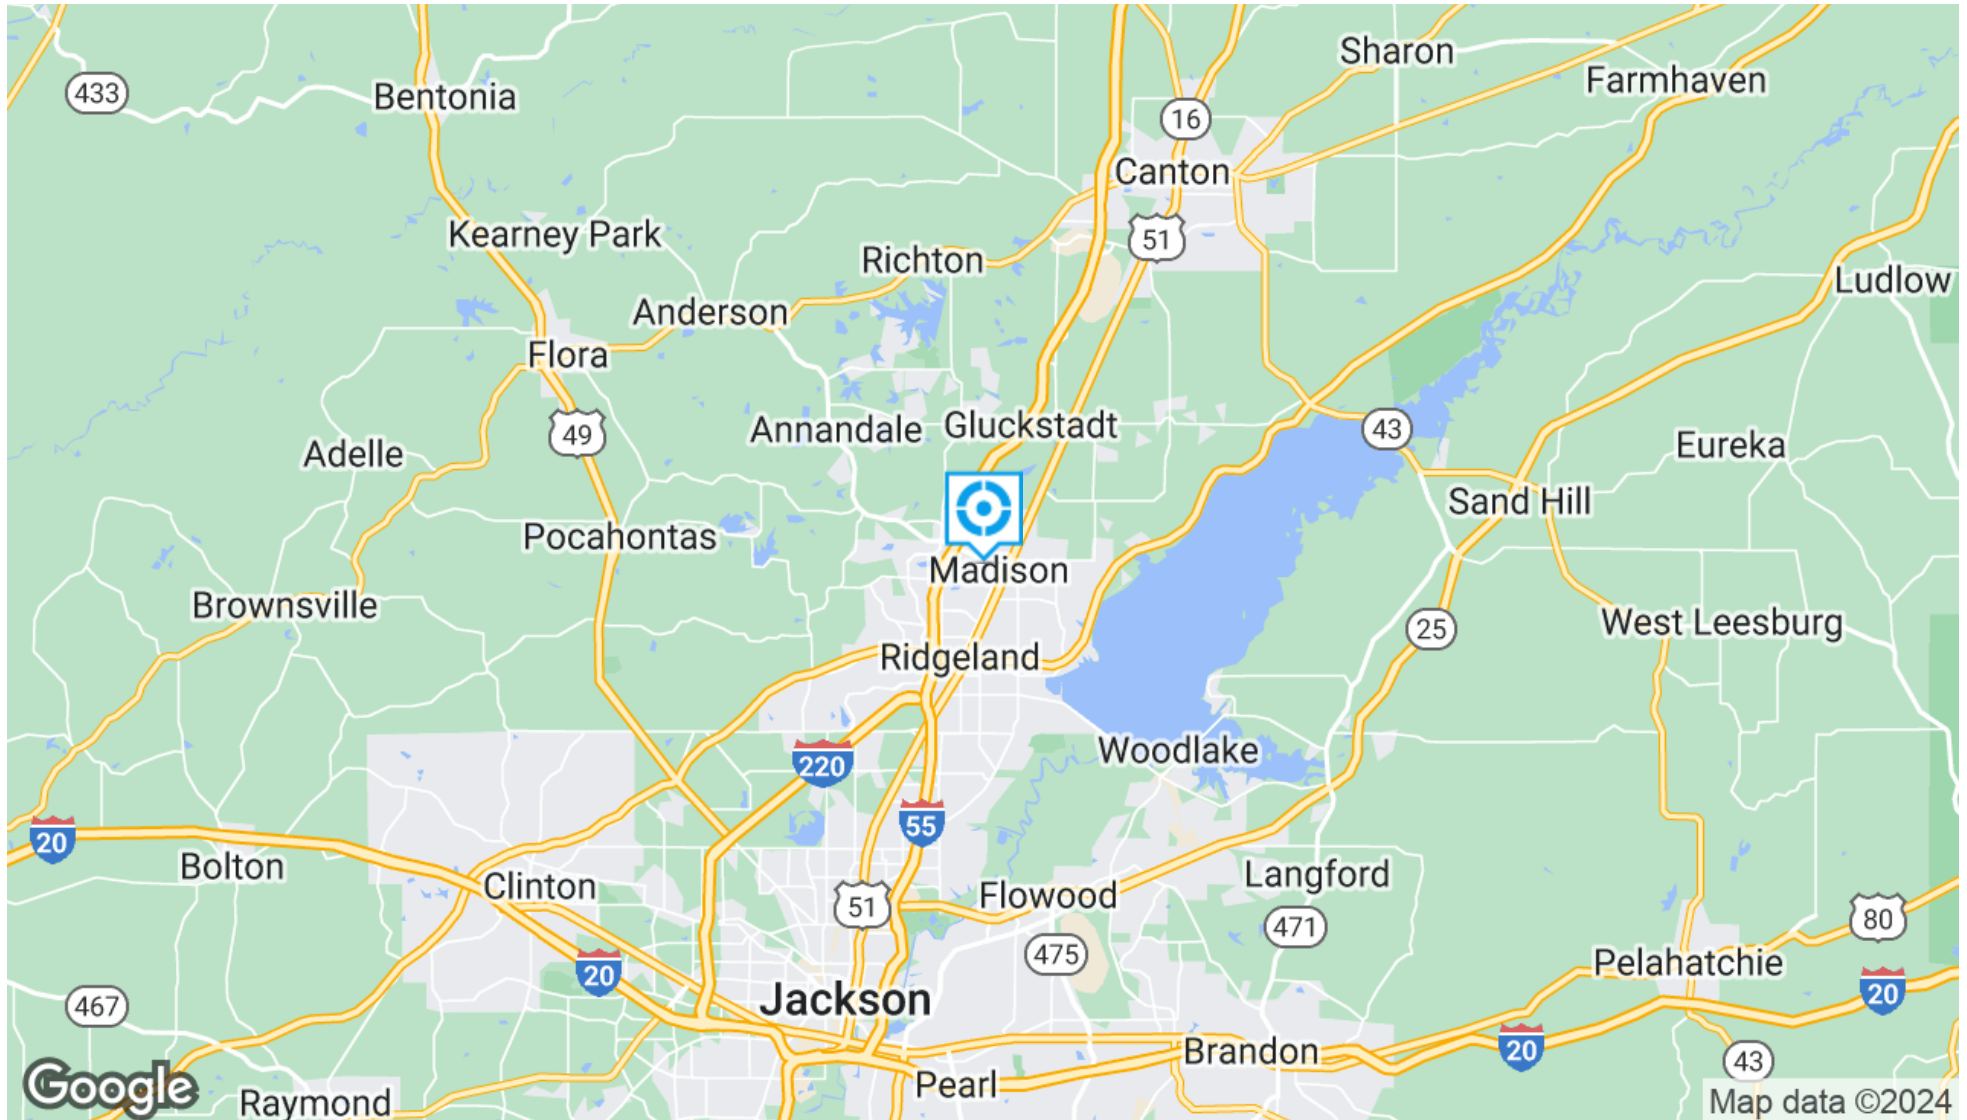 Sharon
Farmhaven
433
Bentonia
16
Canton
Kearney Park
51
Richton
Ludlow
Anderson
Flora
49
Annandale
Gluckstadt
43
Adelle
Eureka
Sand Hill
Pocahontas
Madison
Brownsville
West Leesburg
25
Ridgeland
Woodlake
220
55
20
Bolton
Clinton
Langford
Flowood
51
80
471
475
Pelahatchie
20
20
Jackson
467
Brandon
20
43
Google
Pearl
Raymond
Map data ©2024